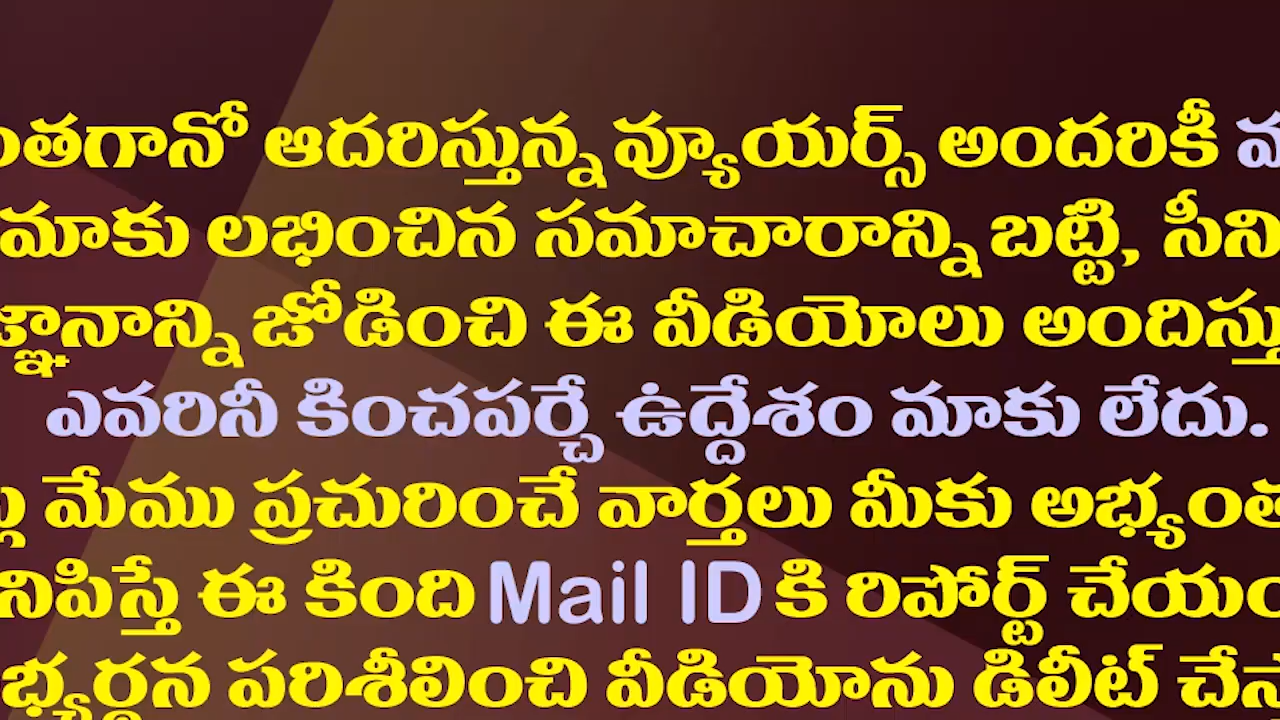 ఆదరిస్తున్న వ్యూయర్స్ అందరికీ
మాకు లభించిన సమాచారాన్ని బట్టి,
జోడించి ఈ వీడియోలు
ఎవరినీ కించపర్చే ఉద్దేశం మాకు లేదు.
మేము ప్రచురించే వార్తలు మీకు
ఈ కింది Mail ID కి రిపోర్ట్
పరిశీలించి వీడియోను డిలీట్